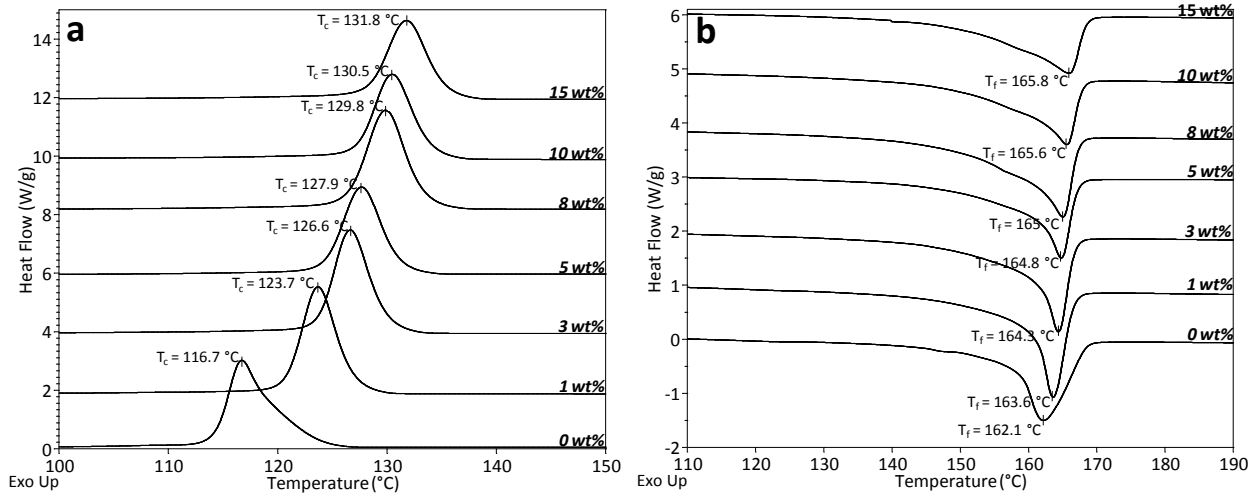 a
T_c = 131.8 °C
15 wt%
T_c = 130.5 °C
10 wt%
T_c = 129.8 °C
8 wt%
T_c = 127.9 °C
5 wt%
T_c = 126.6 °C
3 wt%
T_c = 123.7 °C
1 wt%
T_c = 116.7 °C
0 wt%
Heat Flow (W/g)
14
12
10
8
6
4
2
0
100 110 120 130 140 150
Exo Up
Temperature (°C)
b
15 wt%
T_f = 165.8 °C
10 wt%
T_f = 165.6 °C
8 wt%
T_f = 165 °C
5 wt%
T_f = 164.8 °C
3 wt%
T_f = 164.3 °C
1 wt%
T_f = 163.6 °C
0 wt%
T_f = 162.1 °C
Heat Flow (W/g)
6
5
4
3
2
1
0
-1
-2
110 120 130 140 150 160 170 180 190
Exo Up
Temperature (°C)